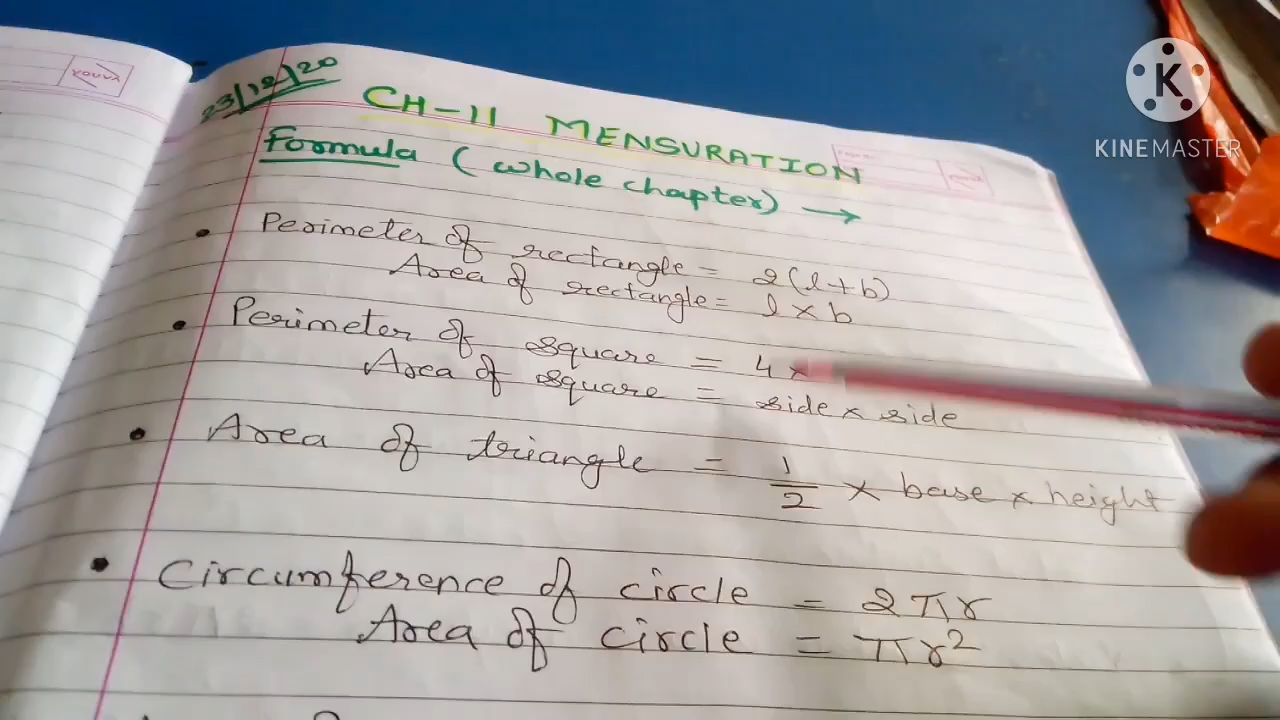 YOUVA
23/12/20
CH-11 MENSURATION
Formula (whole chapter) →
• Perimeter of rectangle = 2(l+b)
Area of rectangle = l × b
• Perimeter of square = 4 ×
Area of square = side × side
• Area of triangle = 1/2 × base × height
• Circumference of circle = 2πr
Area of circle = πr²
K
KINEMASTER